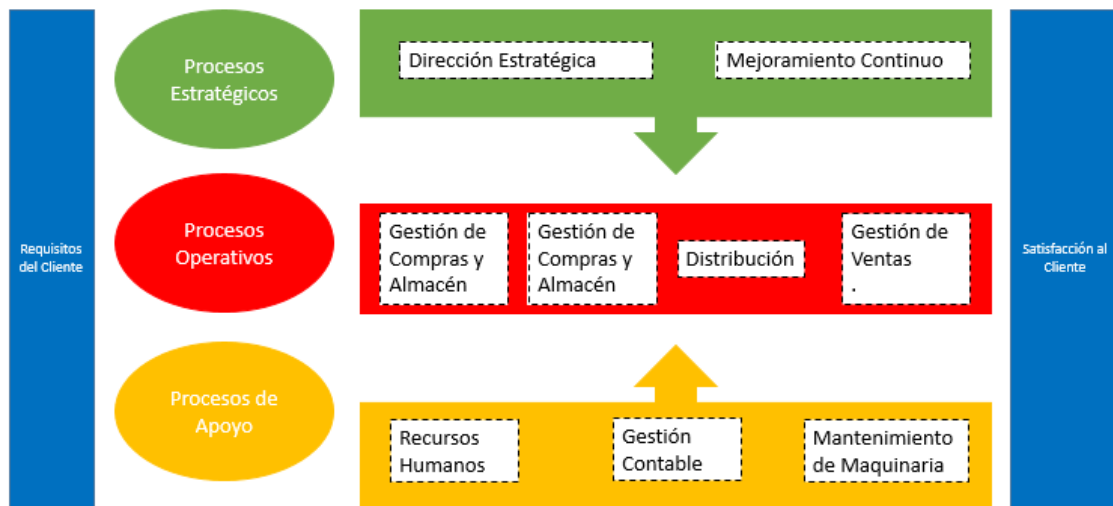 Requisitos
del Cliente
Procesos
Estratégicos
Dirección Estratégica
Mejoramiento Continuo
Procesos
Operativos
Gestión de
Compras y
Almacén
Gestión de
Compras y
Almacén
Distribución
Gestión de
Ventas
.
Procesos de
Apoyo
Recursos
Humanos
Gestión
Contable
Mantenimiento
de Maquinaria
Satisfacción al
Cliente